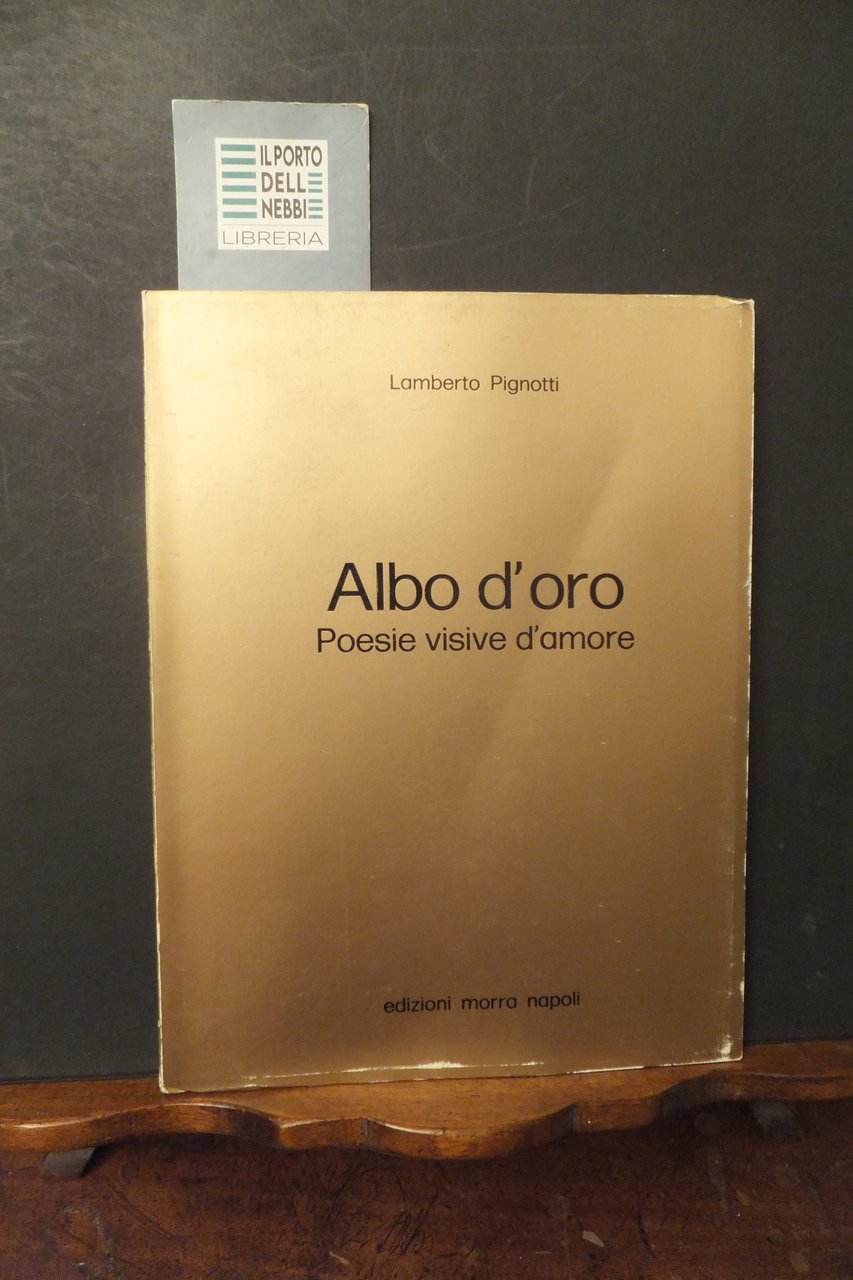 IL PORTO
DELL
NEBBI
LIBRERIA
Lamberto Pignotti
Albo d'oro
Poesie visive d'amore
edizioni morra napoli